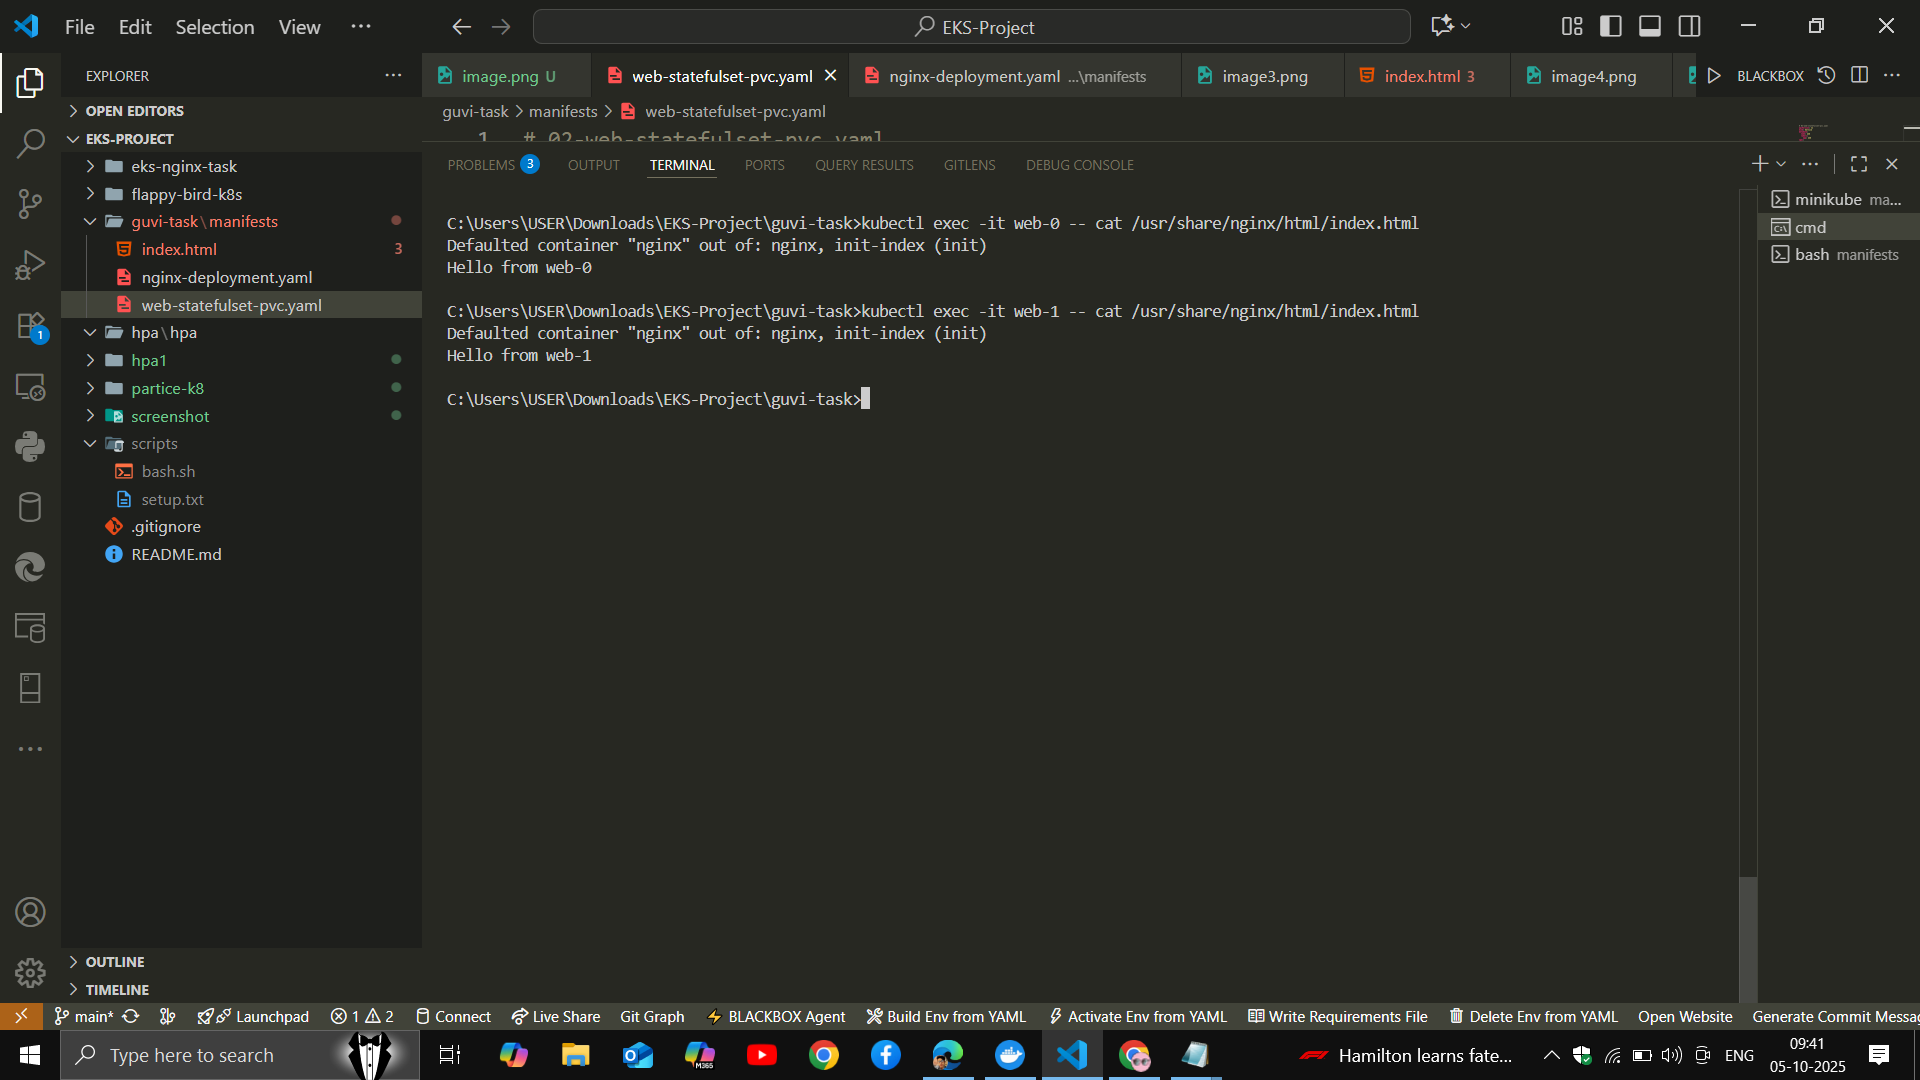 File Edit Selection View ...
EKS-Project
EXPLORER
OPEN EDITORS
EKS-PROJECT
eks-nginx-task
flappy-bird-k8s
guvi-task\manifests
index.html 3
nginx-deployment.yaml
web-statefulset-pvc.yaml
hpa\hpa
hpa1
partice-k8
screenshot
scripts
bash.sh
setup.txt
.gitignore
README.md
OUTLINE
TIMELINE
image.png U web-statefulset-pvc.yaml nginx-deployment.yaml ...\manifests image3.png index.html 3 image4.png BLACKBOX
guvi-task > manifests > web-statefulset-pvc.yaml
1 # 02-web-statefulset-pvc.yaml
PROBLEMS 3 OUTPUT TERMINAL PORTS QUERY RESULTS GITLENS DEBUG CONSOLE
C:\Users\USER\Downloads\EKS-Project\guvi-task>kubectl exec -it web-0 -- cat /usr/share/nginx/html/index.html
Defaulted container "nginx" out of: nginx, init-index (init)
Hello from web-0
C:\Users\USER\Downloads\EKS-Project\guvi-task>kubectl exec -it web-1 -- cat /usr/share/nginx/html/index.html
Defaulted container "nginx" out of: nginx, init-index (init)
Hello from web-1
C:\Users\USER\Downloads\EKS-Project\guvi-task>
minikube ma...
cmd
bash manifests
1
main* Launchpad 1 2 Connect Live Share Git Graph BLACKBOX Agent Build Env from YAML Activate Env from YAML Write Requirements File Delete Env from YAML Open Website Generate Commit Messag
Type here to search
M365
Hamilton learns fate...
ENG
09:41
05-10-2025